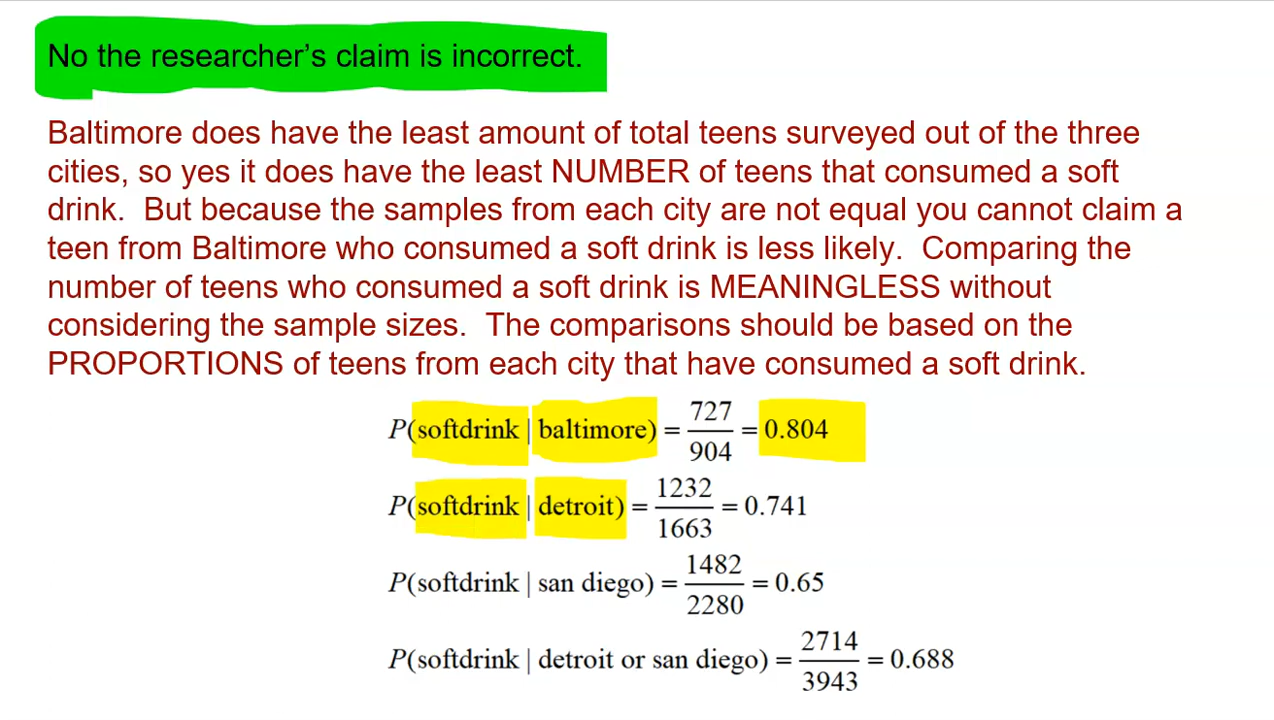 No the researcher's claim is incorrect.
Baltimore does have the least amount of total teens surveyed out of the three
cities, so yes it does have the least NUMBER of teens that consumed a soft
drink.  But because the samples from each city are not equal you cannot claim a
teen from Baltimore who consumed a soft drink is less likely.  Comparing the
number of teens who consumed a soft drink is MEANINGLESS without
considering the sample sizes.  The comparisons should be based on the
PROPORTIONS of teens from each city that have consumed a soft drink.
P(softdrink | baltimore) = 727/904 = 0.804
P(softdrink | detroit) = 1232/1663 = 0.741
P(softdrink | san diego) = 1482/2280 = 0.65
P(softdrink | detroit or san diego) = 2714/3943 = 0.688